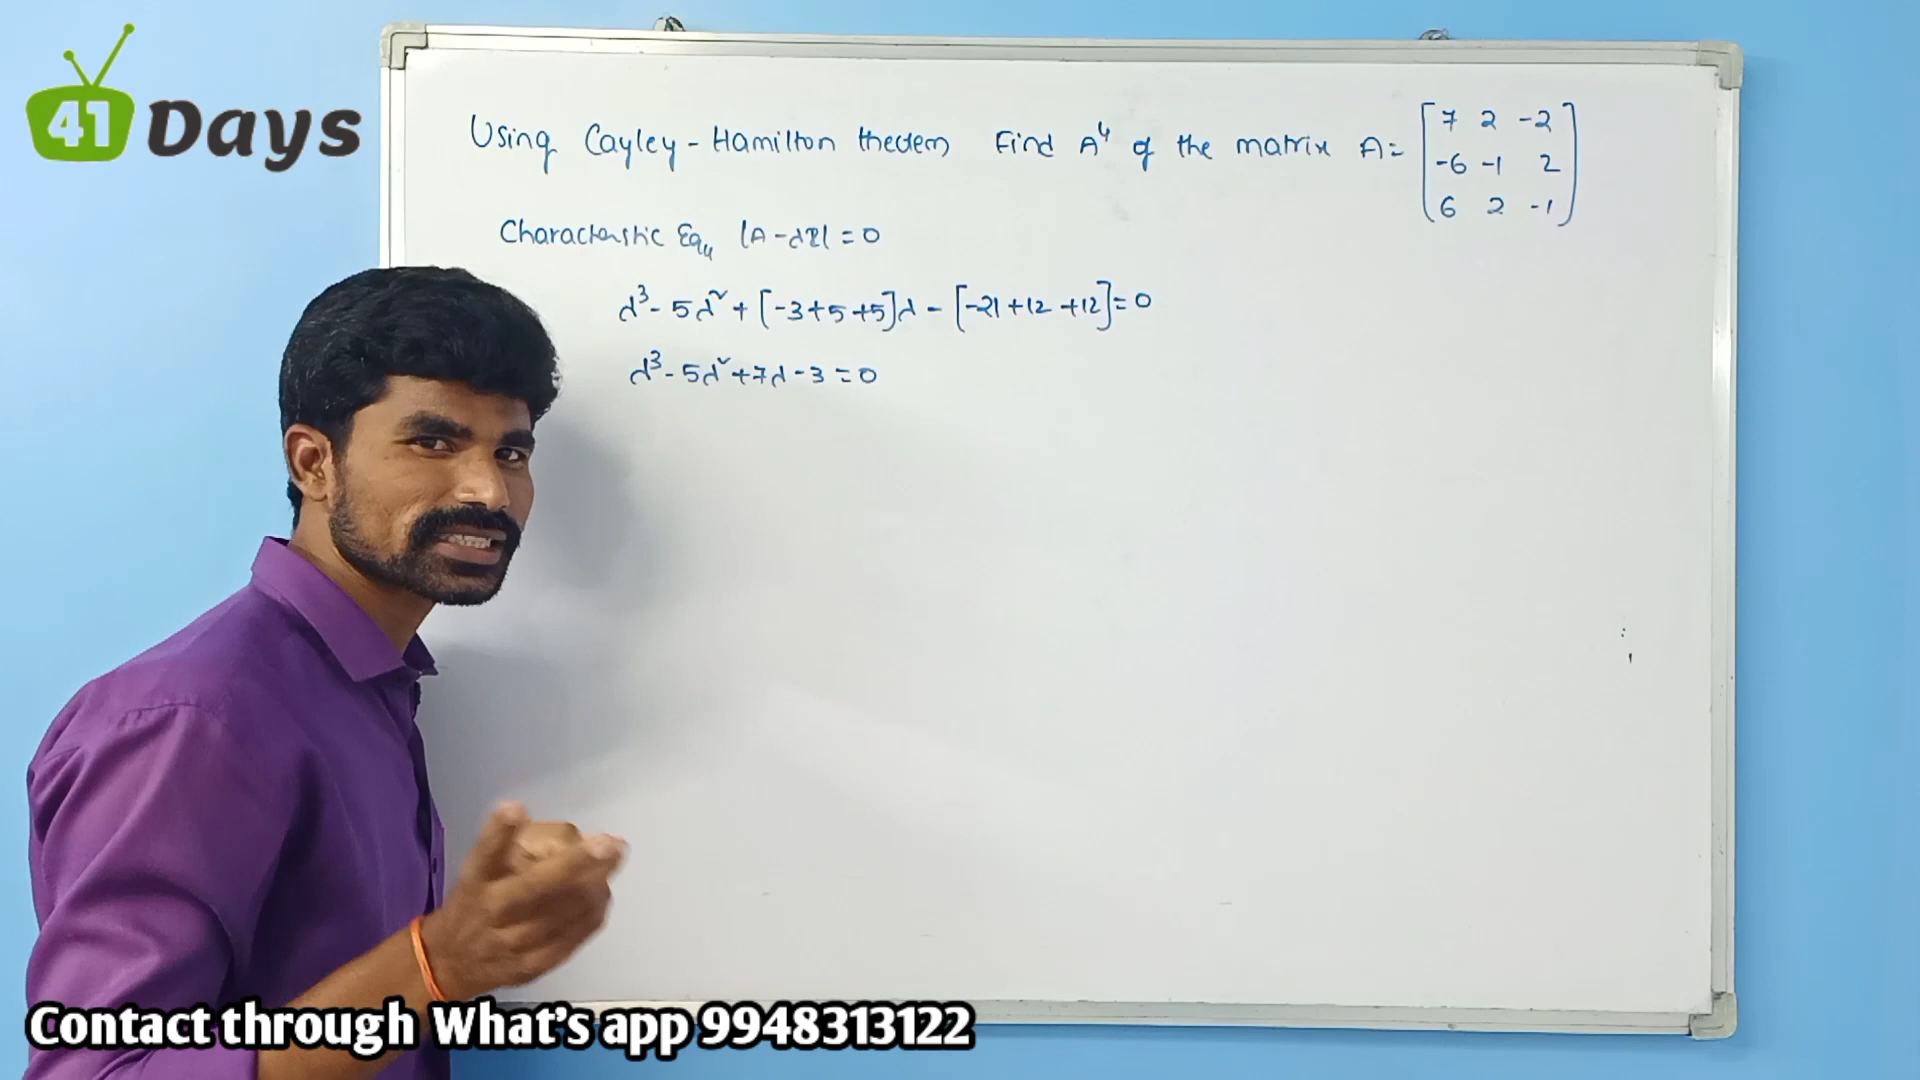 41 Days
Using Cayley-Hamilton theorem Find A⁴ of the matrix A = [7 2 -2
-6 -1 2
6 2 -1]
Characteristic Eqn |A-λI| = 0
λ³ - 5λ² + [-3+5+5]λ - [-21+12+12] = 0
λ³ - 5λ² + 7λ - 3 = 0
Contact through What's app 9948313122